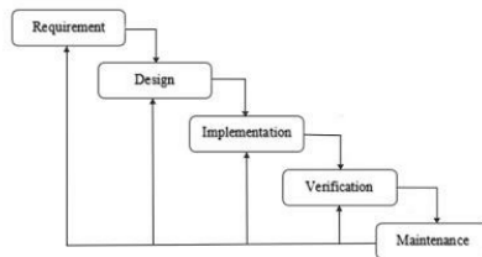 Requirement
Design
Implementation
Verification
Maintenance